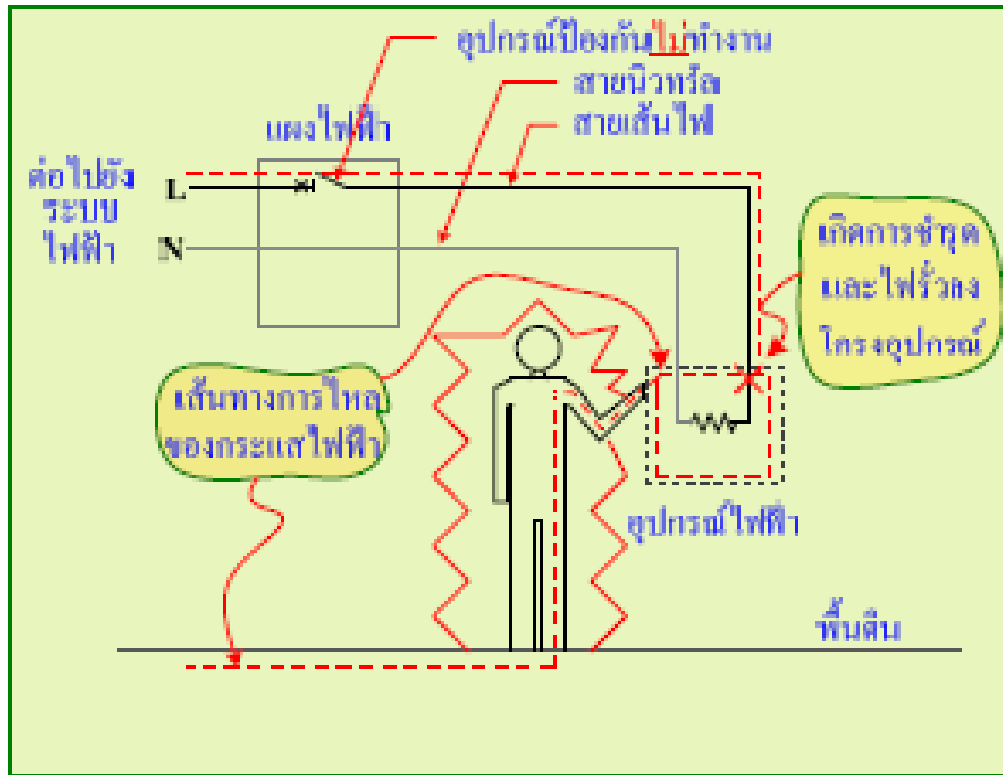 อุปกรณ์ป้องกันไม่ทำงาน
สายนิวทรัล
สายเส้นไฟ
แผงไฟฟ้า
ต่อไปยัง
ระบบ
ไฟฟ้า
L
N
เกิดการชำรุด
และไฟรั่วลง
โครงอุปกรณ์
เส้นทางการไหล
ของกระแสไฟฟ้า
อุปกรณ์ไฟฟ้า
พื้นดิน